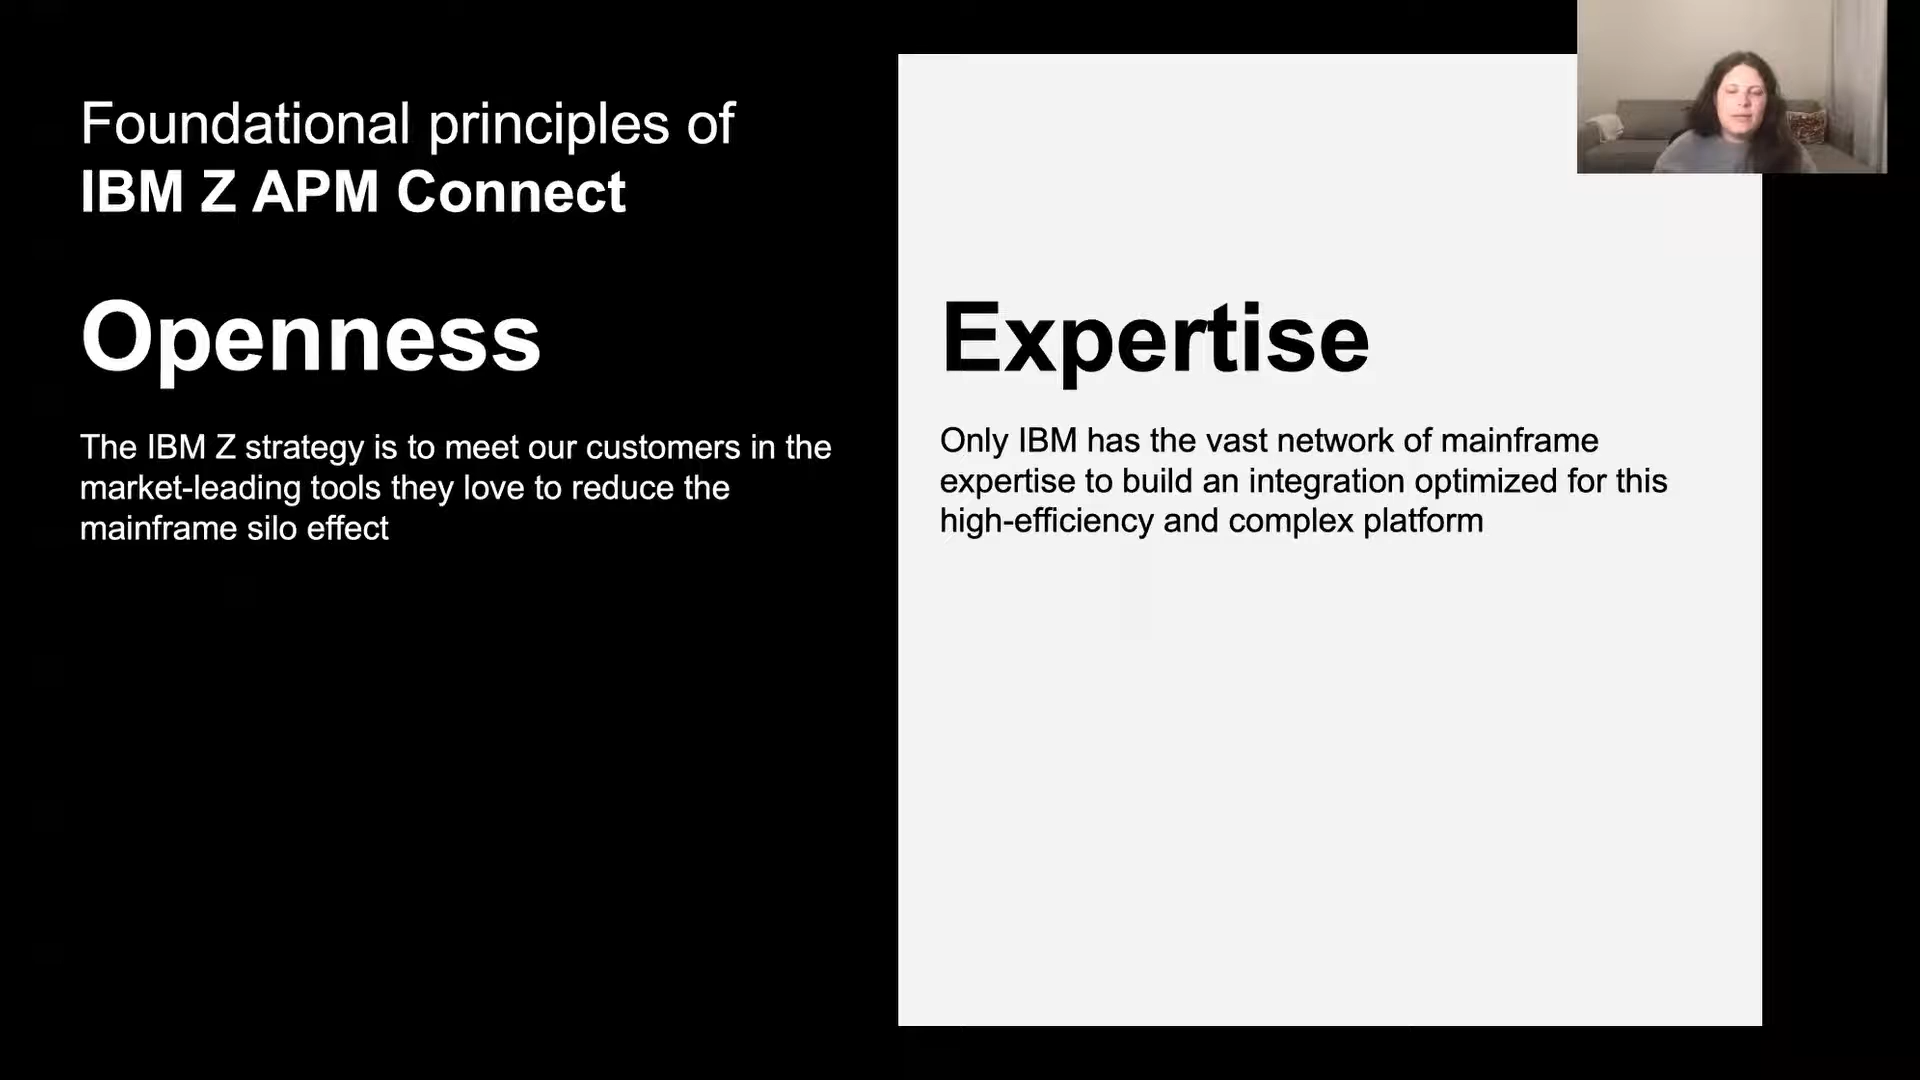 Foundational principles of
IBM Z APM Connect
Openness
The IBM Z strategy is to meet our customers in the
market-leading tools they love to reduce the
mainframe silo effect
Expertise
Only IBM has the vast network of mainframe
expertise to build an integration optimized for this
high-efficiency and complex platform